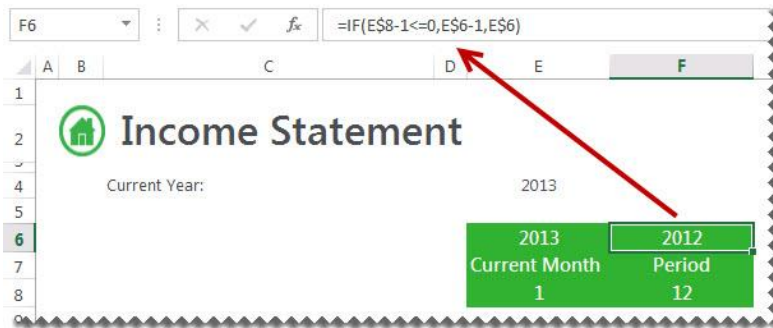 F6 fx =IF(E$8-1<=0,E$6-1,E$6)
A B C D E F
1
2 Income Statement
4 Current Year: 2013
5
6 2013 2012
7 Current Month Period
8 1 12